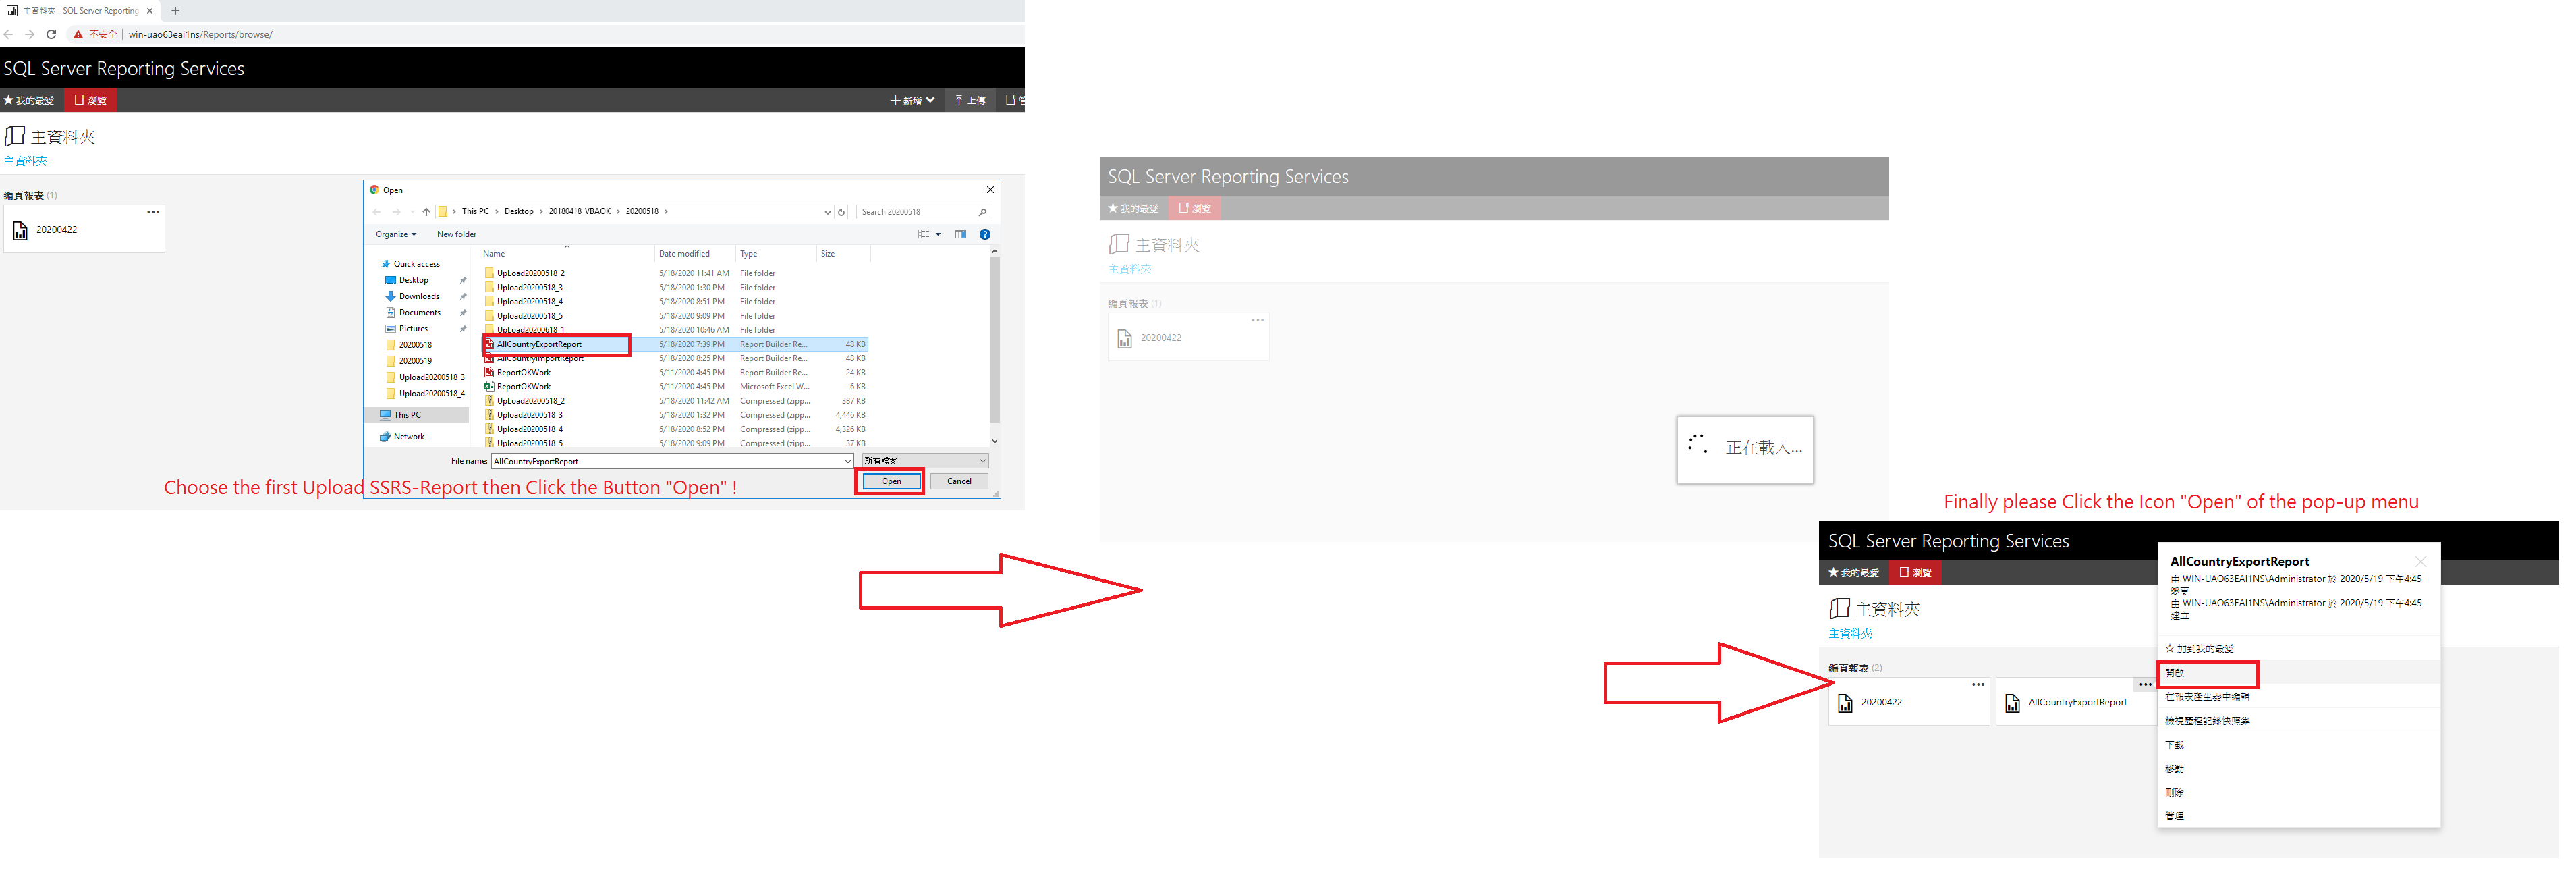 主資料夾 - SQL Server Reporting
不安全 | win-uao63eai1ns/Reports/browse/
SQL Server Reporting Services
我的最愛 瀏覽 新增 上傳
主資料夾
主資料夾
編頁報表 (1)
20200422
Open
This PC > Desktop > 20180418_VBAOK > 20200518 >
Search 20200518
Organize New folder
Name Date modified Type Size
Quick access
Desktop
Downloads
Documents
Pictures
20200518
20200519
Upload20200518_3
Upload20200518_4
This PC
Network
UpLoad20200518_2 5/18/2020 11:41 AM File folder
Upload20200518_3 5/18/2020 1:30 PM File folder
Upload20200518_4 5/18/2020 8:51 PM File folder
Upload20200518_5 5/18/2020 9:09 PM File folder
UpLoad20200618_1 5/18/2020 10:46 AM File folder
AllCountryExportReport 5/18/2020 7:39 PM Report Builder Re... 48 KB
AllCountryImportReport 5/18/2020 8:25 PM Report Builder Re... 48 KB
ReportOKWork 5/11/2020 4:45 PM Report Builder Re... 24 KB
ReportOKWork 5/11/2020 4:45 PM Microsoft Excel W... 6 KB
UpLoad20200518_2 5/18/2020 11:42 AM Compressed (zipp... 387 KB
Upload20200518_3 5/18/2020 1:32 PM Compressed (zipp... 4,446 KB
Upload20200518_4 5/18/2020 8:52 PM Compressed (zipp... 4,326 KB
Upload20200518_5 5/18/2020 9:09 PM Compressed (zipp... 37 KB
File name: AllCountryExportReport 所有檔案
Open Cancel
Choose the first Upload SSRS-Report then Click the Button "Open" !
SQL Server Reporting Services
我的最愛 瀏覽
主資料夾
主資料夾
編頁報表 (1)
20200422
正在載入...
Finally please Click the Icon "Open" of the pop-up menu
SQL Server Reporting Services
我的最愛 瀏覽
主資料夾
主資料夾
編頁報表 (2)
20200422
AllCountryExportReport
AllCountryExportReport
由 WIN-UAO63EAI1NS\Administrator 於 2020/5/19 下午4:45
變更
由 WIN-UAO63EAI1NS\Administrator 於 2020/5/19 下午4:45
建立
加到我的最愛
開啟
在報表產生器中編輯
檢視歷程記錄快照集
下載
移動
刪除
管理